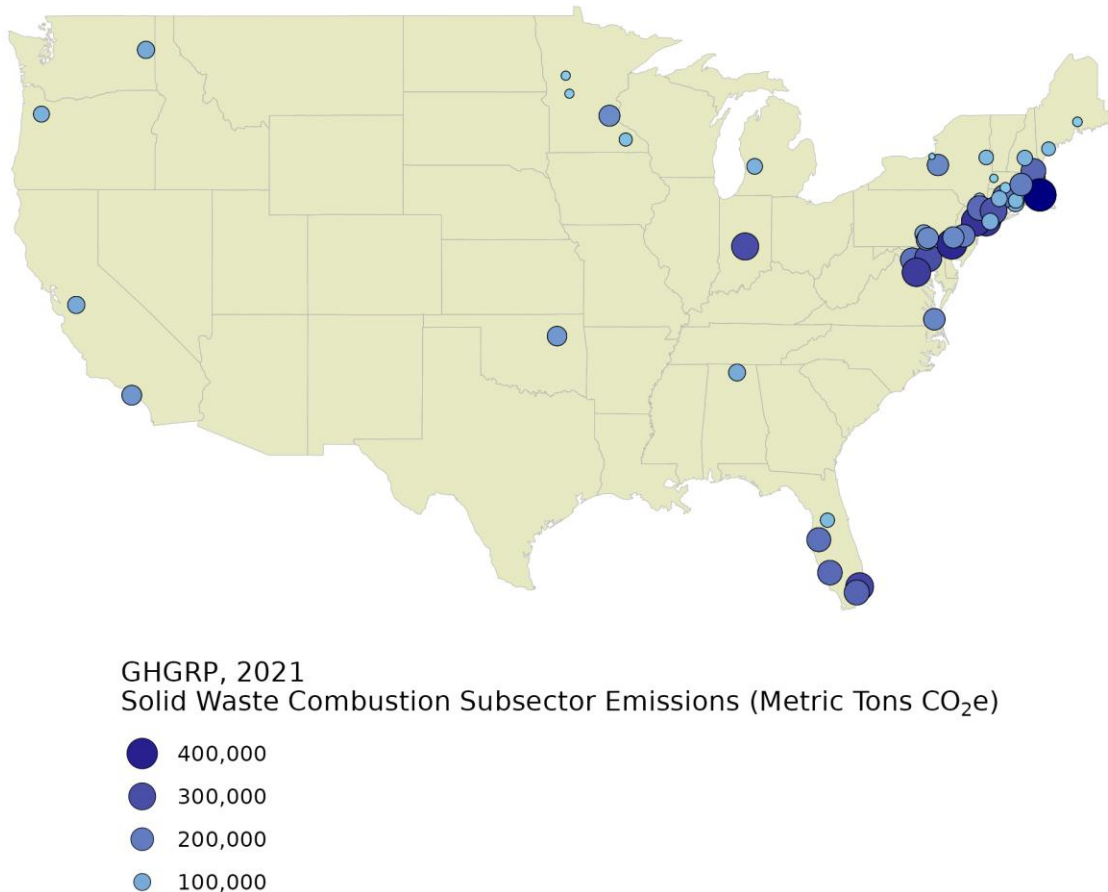 GHGRP, 2021
Solid Waste Combustion Subsector Emissions (Metric Tons CO₂e)
400,000
300,000
200,000
100,000